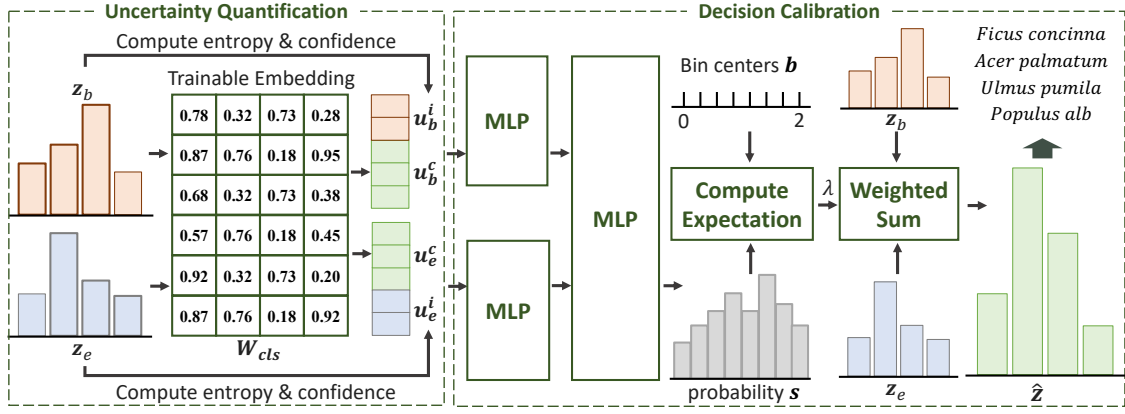 Uncertainty Quantification
Compute entropy & confidence
Trainable Embedding
z_b
0.78 0.32 0.73 0.28
0.87 0.76 0.18 0.95
0.68 0.32 0.73 0.38
0.57 0.76 0.18 0.45
0.92 0.32 0.73 0.20
0.87 0.76 0.18 0.92
W_cls
z_e
u_b^i
u_b^c
u_e^c
u_e^i
Compute entropy & confidence
Decision Calibration
MLP
MLP
MLP
Bin centers b
0 2
Compute
Expectation
λ
probability s
z_b
Weighted
Sum
z_e
Ficus concinna
Acer palmatum
Ulmus pumila
Populus alb
ẑ